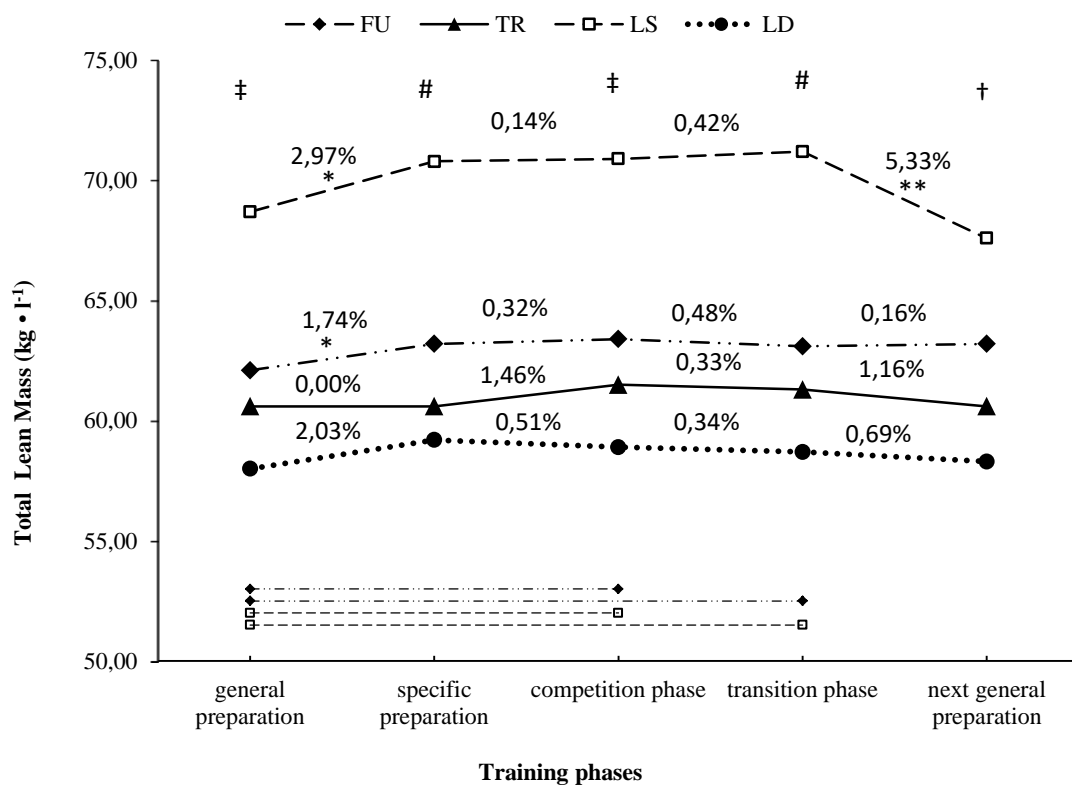 FU TR LS LD
75,00
70,00
65,00
60,00
55,00
50,00
Total Lean Mass (kg • l-1)
‡ # ‡ # †
0,14% 0,42%
2,97% 5,33%
* **
0,32% 0,48% 0,16%
1,74%
*
0,00% 1,46% 0,33% 1,16%
2,03% 0,51% 0,34% 0,69%
general specific competition phase transition phase next general
preparation preparation preparation
Training phases